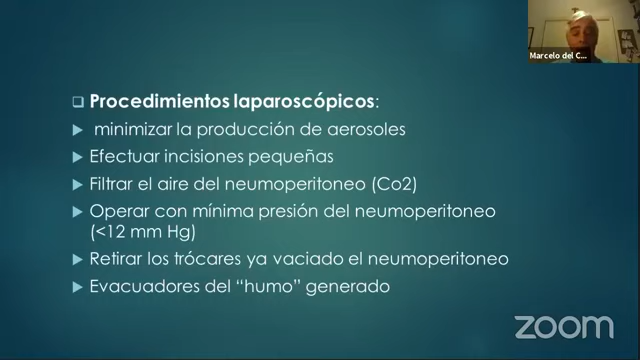 Marcelo del C...
Procedimientos laparoscópicos:
minimizar la producción de aerosoles
Efectuar incisiones pequeñas
Filtrar el aire del neumoperitoneo (Co2)
Operar con mínima presión del neumoperitoneo
(<12 mm Hg)
Retirar los trócares ya vaciado el neumoperitoneo
Evacuadores del “humo” generado
zoom